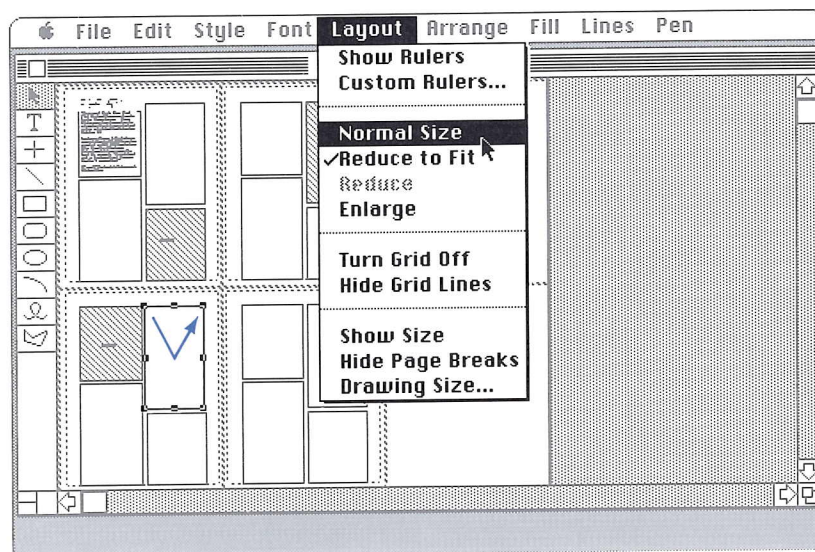 File Edit Style Font Layout Arrange Fill Lines Pen
Show Rulers
Custom Rulers...
Normal Size
✓Reduce to Fit
Reduce
Enlarge
Turn Grid Off
Hide Grid Lines
Show Size
Hide Page Breaks
Drawing Size...
T